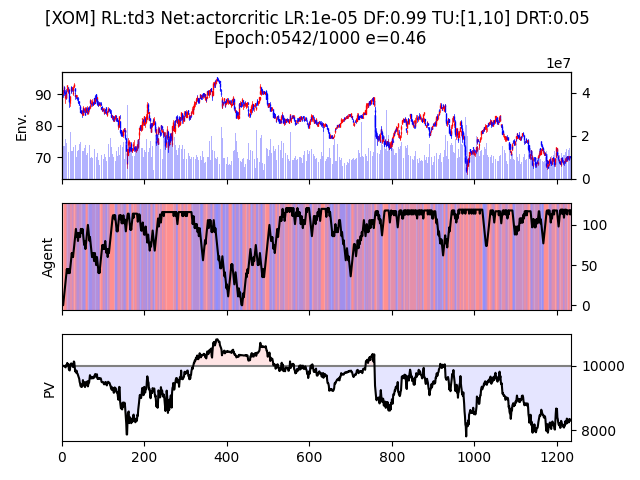 [XOM] RL:td3 Net:actorcritic LR:1e-05 DF:0.99 TU:[1,10] DRT:0.05
Epoch:0542/1000 e=0.46
1e7
Env.
90
80
70
4
2
0
Agent
100
50
0
PV
10000
8000
0 200 400 600 800 1000 1200